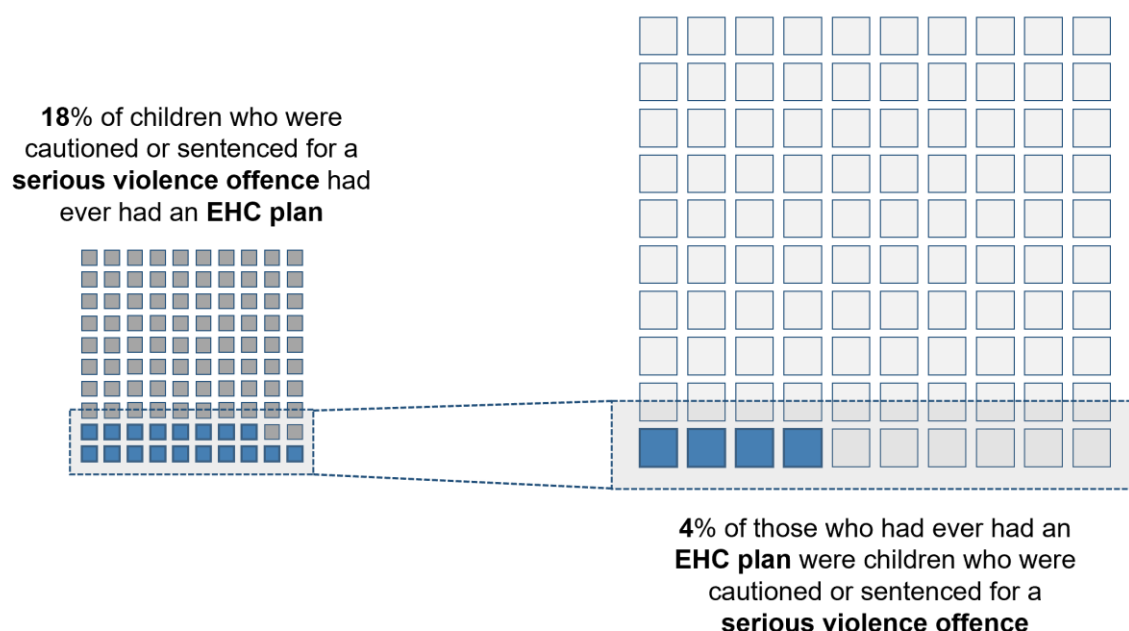 18% of children who were
cautioned or sentenced for a
serious violence offence had
ever had an EHC plan
4% of those who had ever had an
EHC plan were children who were
cautioned or sentenced for a
serious violence offence